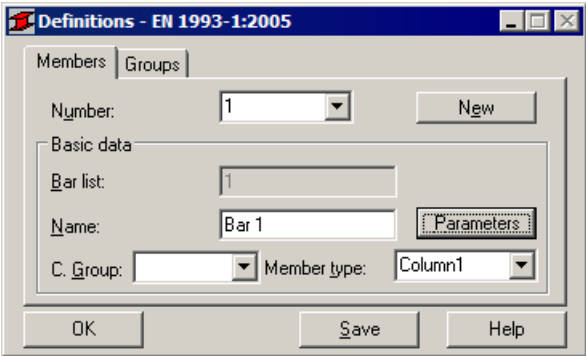 Definitions - EN 1993-1:2005
Members Groups
Number: 1 New
Basic data
Bar list: 1
Name: Bar 1 Parameters
C. Group: Member type: Column1
OK Save Help